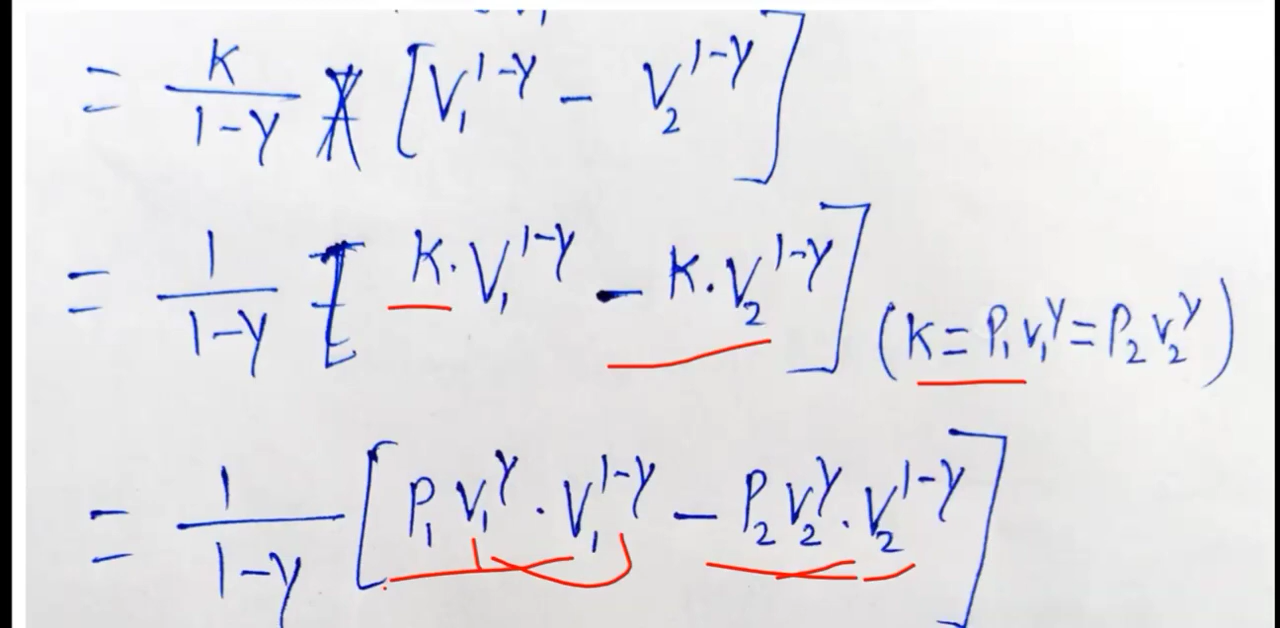 = K/(1-γ) [V₁^(1-γ) - V₂^(1-γ)]
= 1/(1-γ) [K.V₁^(1-γ) - K.V₂^(1-γ)] (K=P₁V₁^γ=P₂V₂^γ)
= 1/(1-γ) [P₁V₁^γ.V₁^(1-γ) - P₂V₂^γ.V₂^(1-γ)]